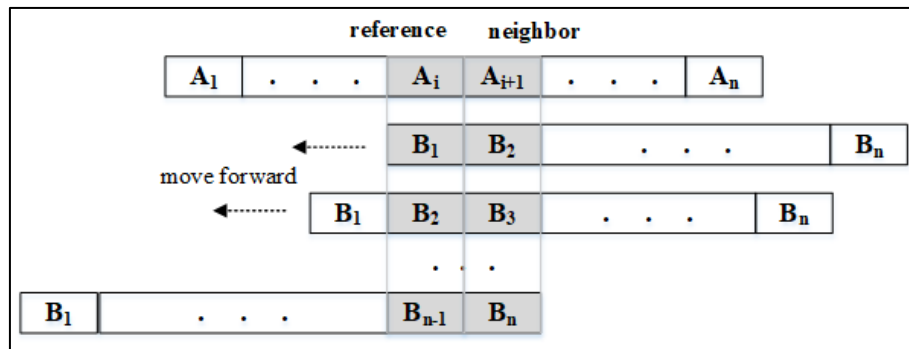 reference neighbor
A₁ . . . Aᵢ Aᵢ₊₁ . . . Aₙ
B₁ B₂ . . . Bₙ
move forward
B₁ B₂ B₃ . . . Bₙ
. . .
B₁ . . . Bₙ₋₁ Bₙ